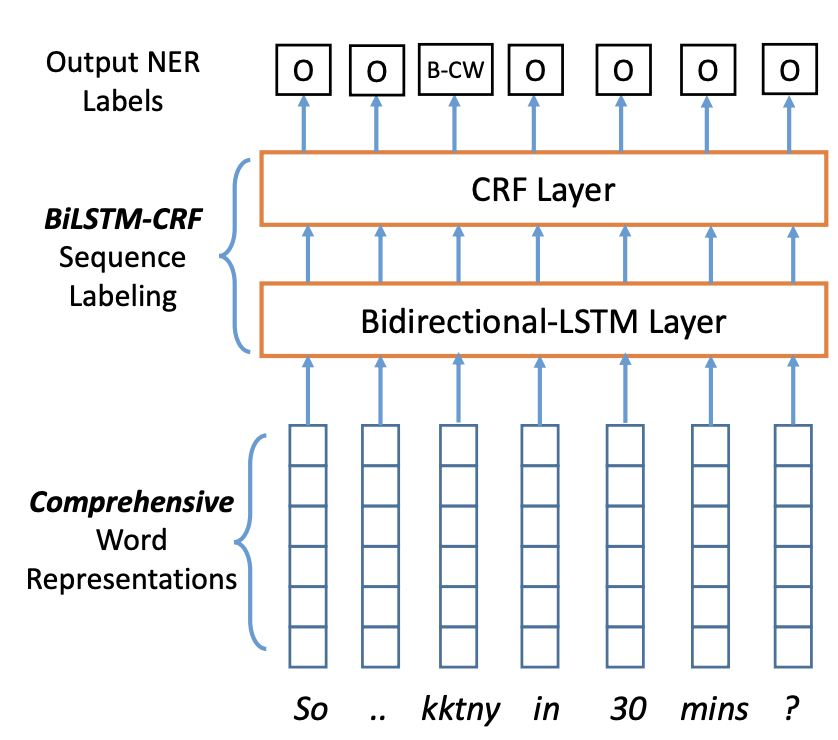 Output NER
Labels
O O B-CW O O O O
CRF Layer
BiLSTM-CRF
Sequence
Labeling
Bidirectional-LSTM Layer
Comprehensive
Word
Representations
So .. kktny in 30 mins ?